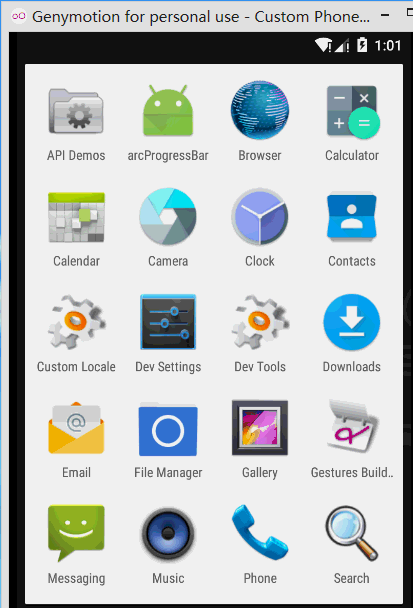 Genymotion for personal use - Custom Phone...
1:01
API Demos
arcProgressBar
Browser
Calculator
Calendar
Camera
Clock
Contacts
Custom Locale
Dev Settings
Dev Tools
Downloads
Email
File Manager
Gallery
Gestures Build..
Messaging
Music
Phone
Search